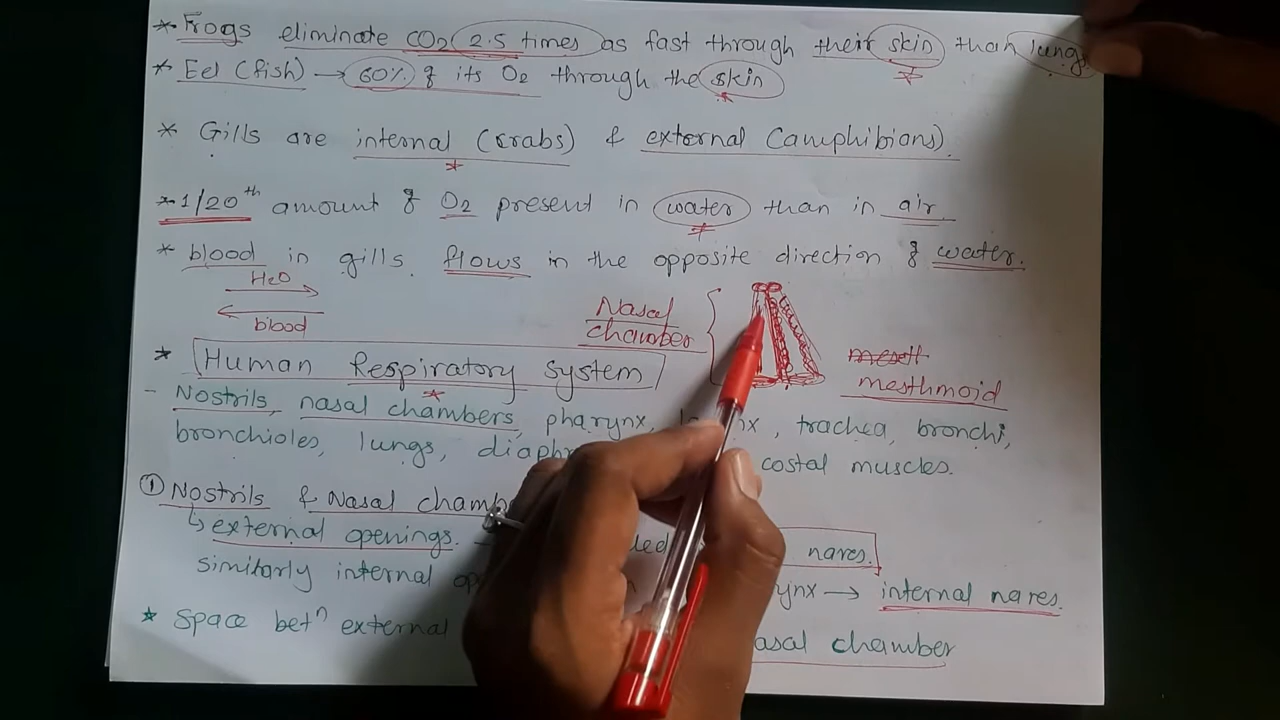 * Frogs eliminate CO2 2.5 times as fast through their skin than lungs
* Eel (fish) → 60% of its O2 through the skin
* Gills are internal (crabs) & external (amphibians).
* 1/20th amount of O2 present in water than in air
* blood in gills flows in the opposite direction of water.
H2O
blood
Nasal
chamber
mesthmoid
* Human Respiratory System
- Nostrils, nasal chambers, pharynx, trachea, bronchi,
bronchioles, lungs, costal muscles.
① Nostrils & Nasal
↳ external openings. nares.
similarly internal → internal nares.
* Space betn external nasal chamber